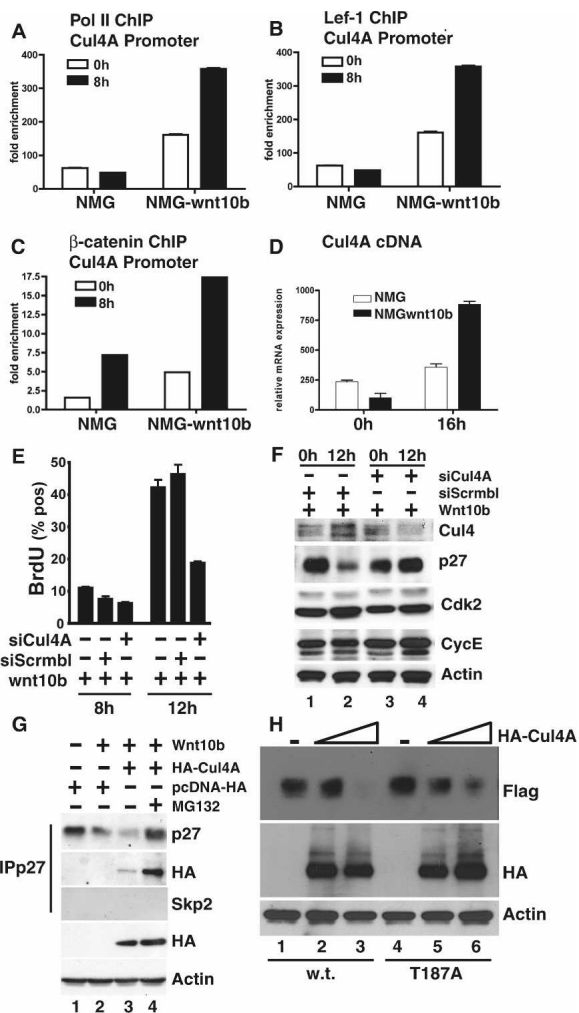 A
Pol II ChIP
Cul4A Promoter
0h
8h
fold enrichment
400
300
200
100
0
NMG
NMG-wnt10b
B
Lef-1 ChIP
Cul4A Promoter
0h
8h
fold enrichment
400
300
200
100
0
NMG
NMG-wnt10b
C
β-catenin ChIP
Cul4A Promoter
0h
8h
fold enrichment
17.5
15.0
12.5
10.0
7.5
5.0
2.5
0.0
NMG
NMG-wnt10b
D
Cul4A cDNA
NMG
NMGwnt10b
relative mRNA expression
1000
750
500
250
0
0h
16h
E
BrdU (% pos)
50
40
30
20
10
0
siCul4A − − + − − +
siScrmbl − + − − + −
wnt10b + + + + + +
8h 12h
F
0h 12h 0h 12h
− − + + siCul4A
+ + − − siScrmbl
+ + + + Wnt10b
Cul4
p27
Cdk2
CycE
Actin
1 2 3 4
G
− + + + Wnt10b
− − + + HA-Cul4A
+ + − − pcDNA-HA
− − − + MG132
IPp27
p27
HA
Skp2
HA
Actin
1 2 3 4
H
- - HA-Cul4A
Flag
HA
Actin
1 2 3 4 5 6
w.t. T187A